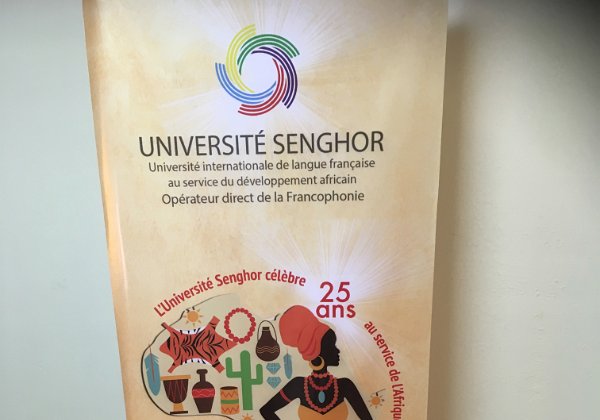 UNIVERSITÉ SENGHOR
Université internationale de langue française
au service du développement africain
Opérateur direct de la Francophonie
L'Université Senghor célèbre
25
ans
au service de l'Afrique